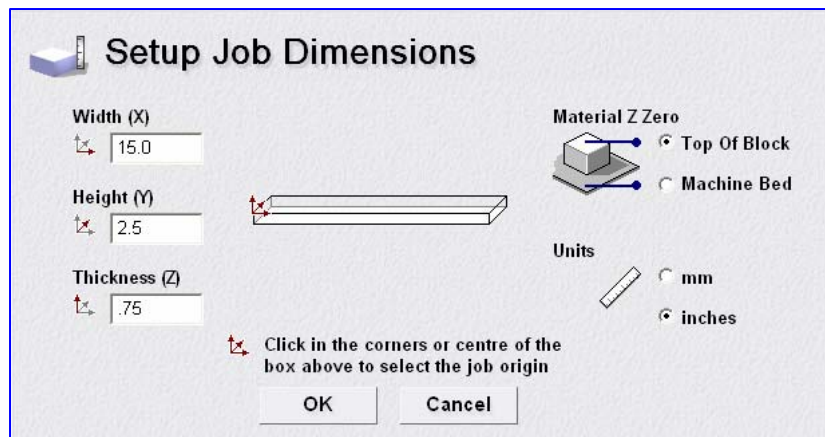 Setup Job Dimensions
Width (X)
15.0
Height (Y)
2.5
Thickness (Z)
.75
Material Z Zero
Top Of Block
Machine Bed
Units
mm
inches
Click in the corners or centre of the
box above to select the job origin
OK
Cancel